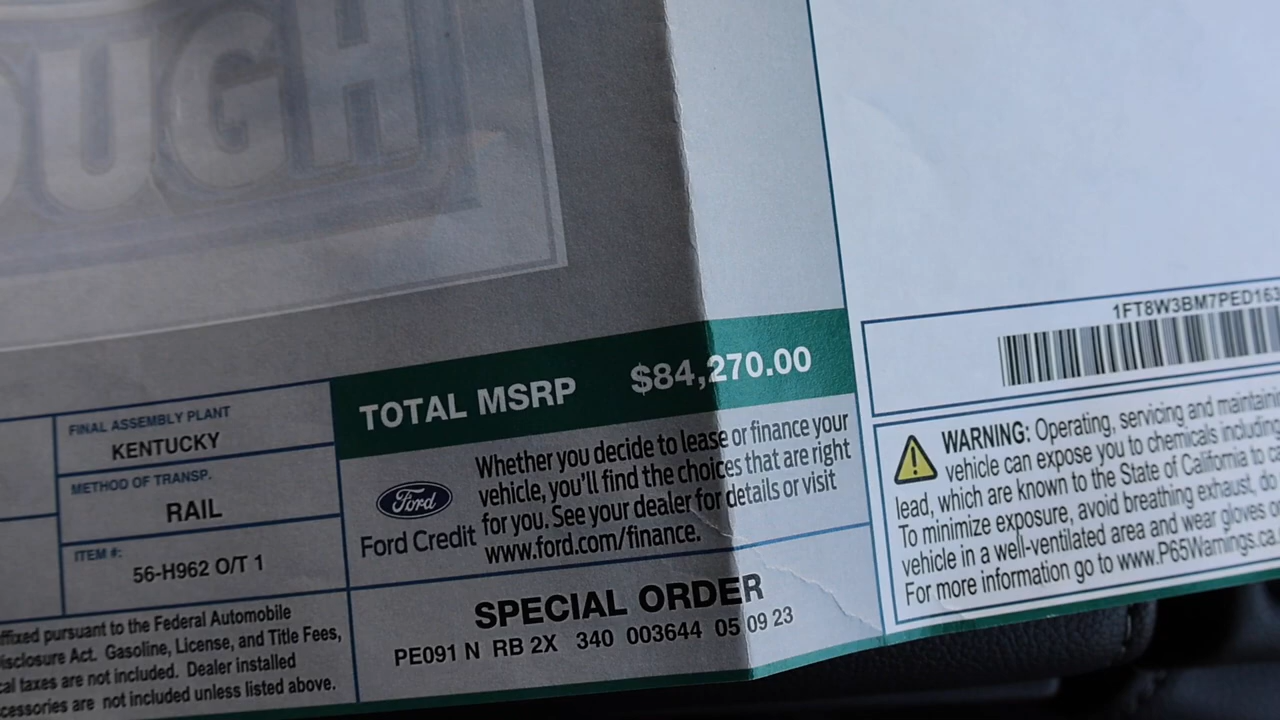 OUGH
FINAL ASSEMBLY PLANT
KENTUCKY
METHOD OF TRANSP.
RAIL
ITEM #:
56-H962 O/T 1
ffixed pursuant to the Federal Automobile
isclosure Act. Gasoline, License, and Title Fees,
cal taxes are not included. Dealer installed
cessories are not included unless listed above.
TOTAL MSRP $84,270.00
Ford
Ford Credit
Whether you decide to lease or finance your
vehicle, you'll find the choices that are right
for you. See your dealer for details or visit
www.ford.com/finance.
SPECIAL ORDER
PE091 N RB 2X 340 003644 05 09 23
1FT8W3BM7PED163
WARNING: Operating, servicing and maintaini
vehicle can expose you to chemicals including
lead, which are known to the State of California to ca
To minimize exposure, avoid breathing exhaust, do
vehicle in a well-ventilated area and wear gloves o
For more information go to www.P65Warnings.ca.